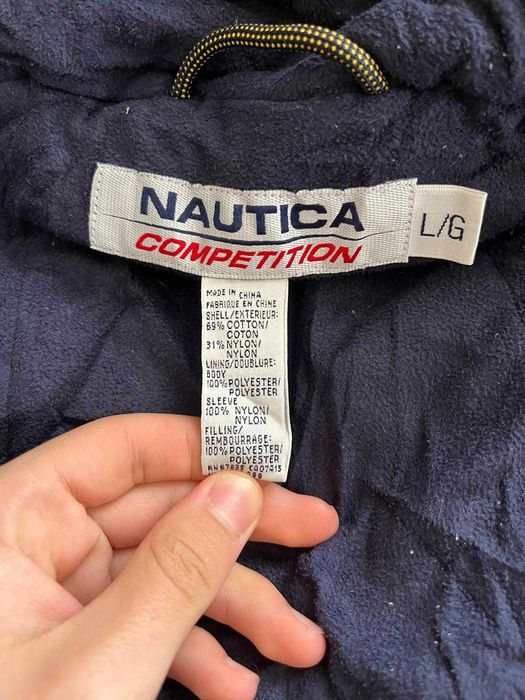 NAUTICA
COMPETITION
L/G
MADE IN CHINA
FABRIQUE EN CHINE
SHELL/EXTERIEUR:
69% COTTON/
COTON
31% NYLON/
NYLON
LINING/DOUBLURE:
BODY
100% POLYESTER/
POLYESTER
SLEEVE
100% NYLON/
NYLON
FILLING/
REMBOURRAGE:
100% POLYESTER/
POLYESTER
CA07415